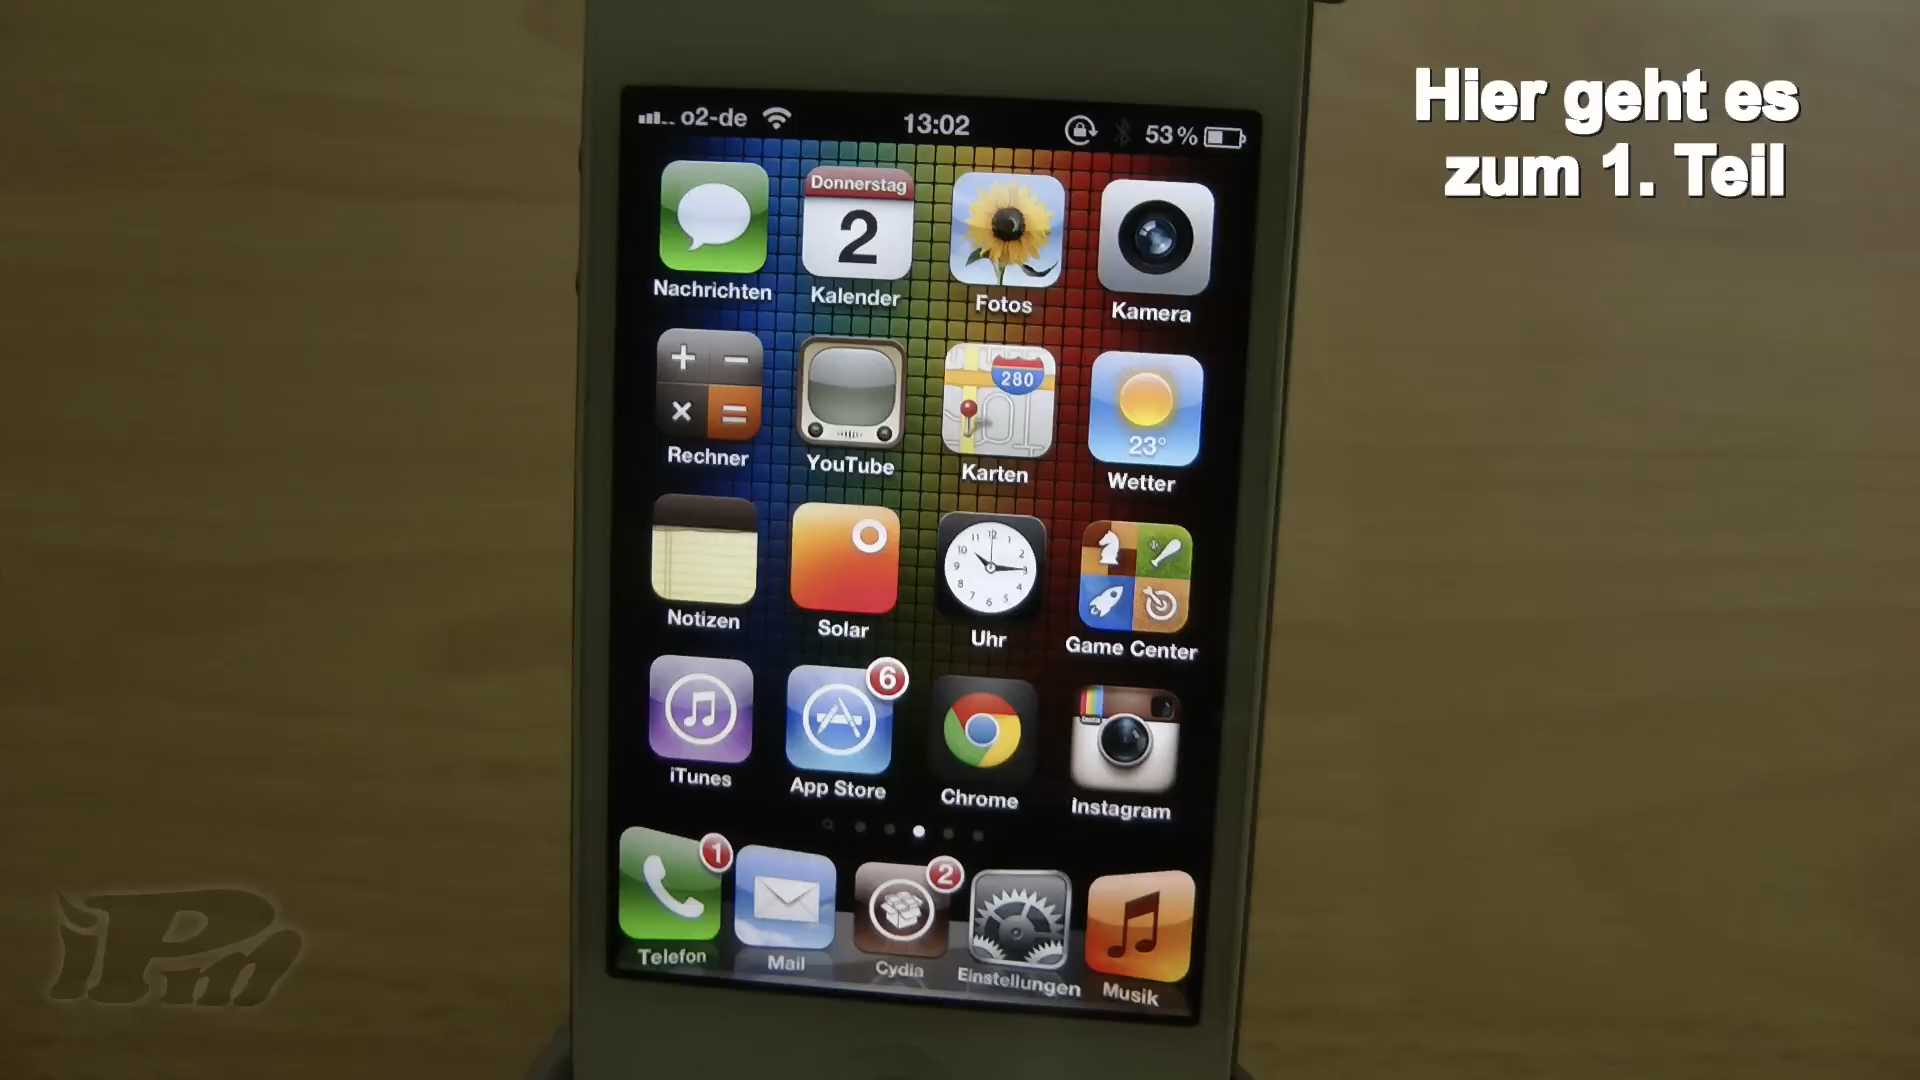 Hier geht es
zum 1. Teil
o2-de 13:02 53 %
Donnerstag
2
Nachrichten Kalender Fotos Kamera
280
23°
Rechner YouTube Karten Wetter
Notizen Solar Uhr Game Center
6
iTunes App Store Chrome Instagram
1 2
Telefon Mail Cydia Einstellungen Musik
iPm